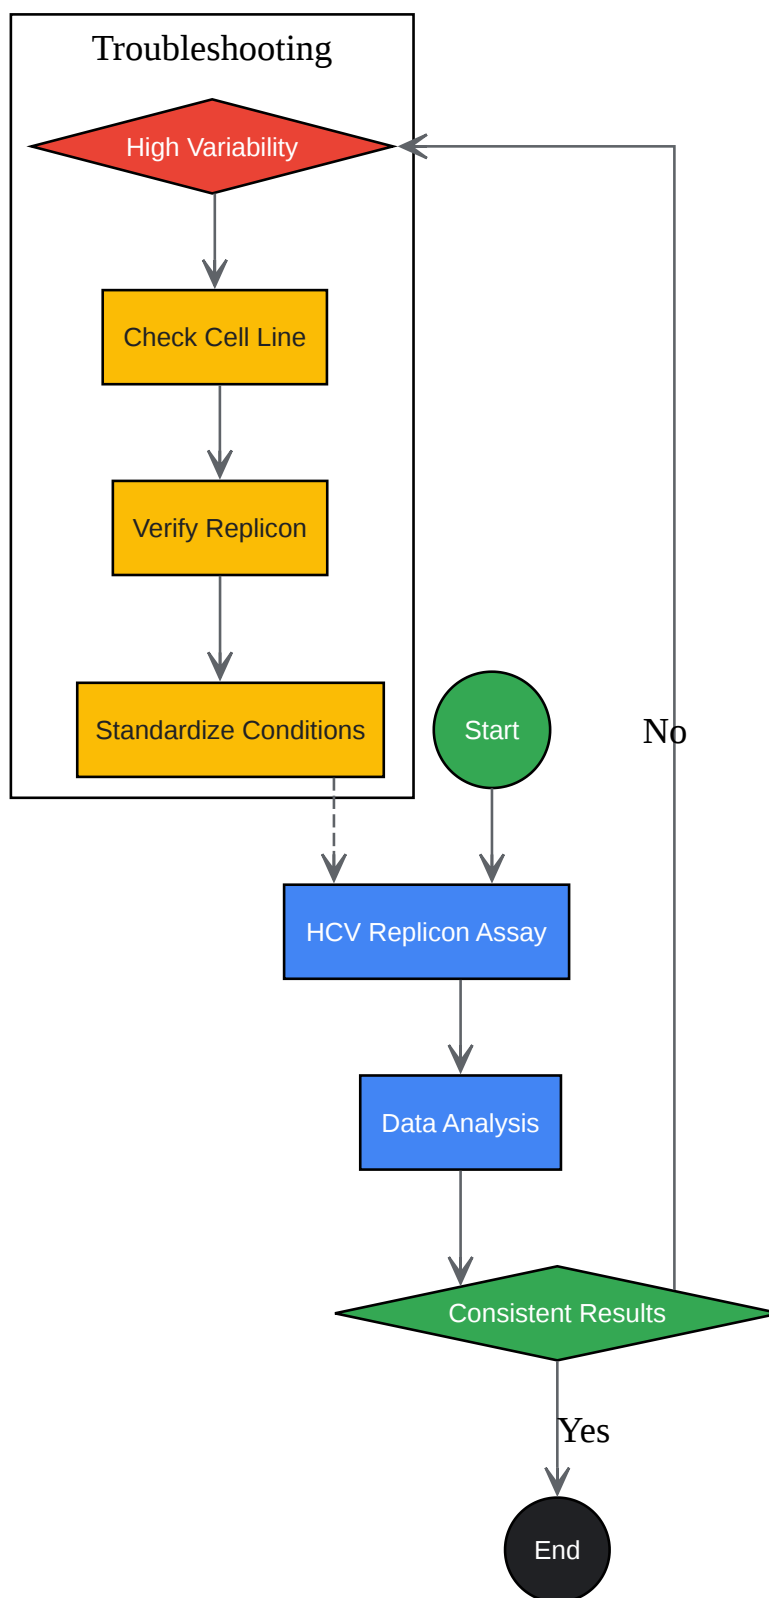 Troubleshooting
High Variability
Check Cell Line
Verify Replicon
Standardize Conditions
Start
No
HCV Replicon Assay
Data Analysis
Consistent Results
Yes
End